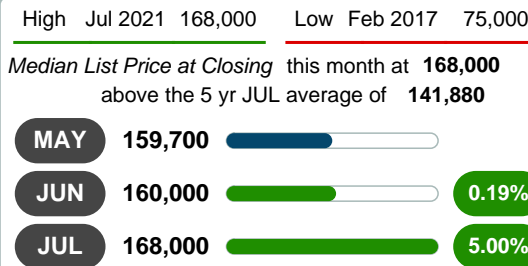 High Jul 2021 168,000 Low Feb 2017 75,000
Median List Price at Closing this month at 168,000
above the 5 yr JUL average of 141,880
MAY 159,700
JUN 160,000 0.19%
JUL 168,000 5.00%